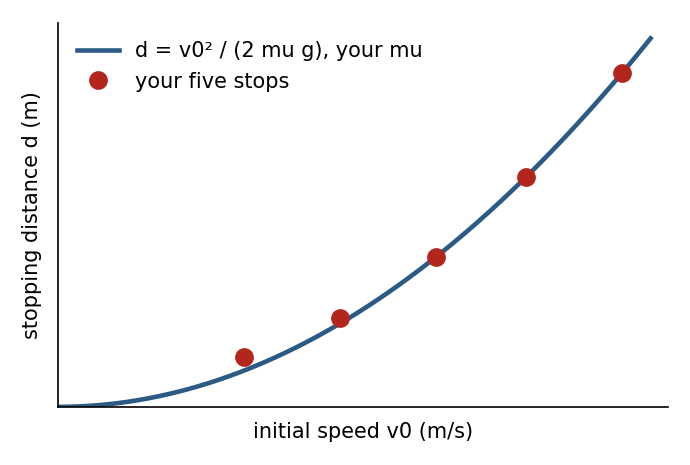 d = v0² / (2 mu g), your mu
your five stops
stopping distance d (m)
initial speed v0 (m/s)